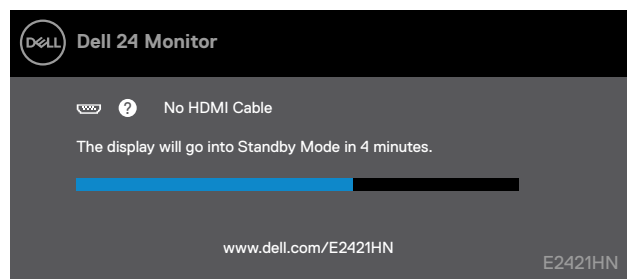 DELL
Dell 24 Monitor
? No HDMI Cable
The display will go into Standby Mode in 4 minutes.
www.dell.com/E2421HN
E2421HN